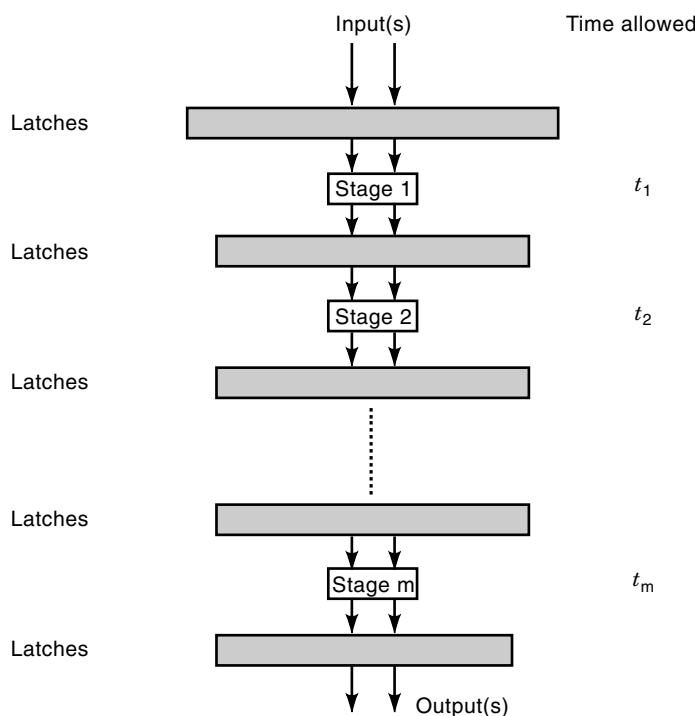 Input(s) Time allowed
Latches
Stage 1 t1
Latches
Stage 2 t2
Latches
Latches
Stage m tm
Latches
Output(s)